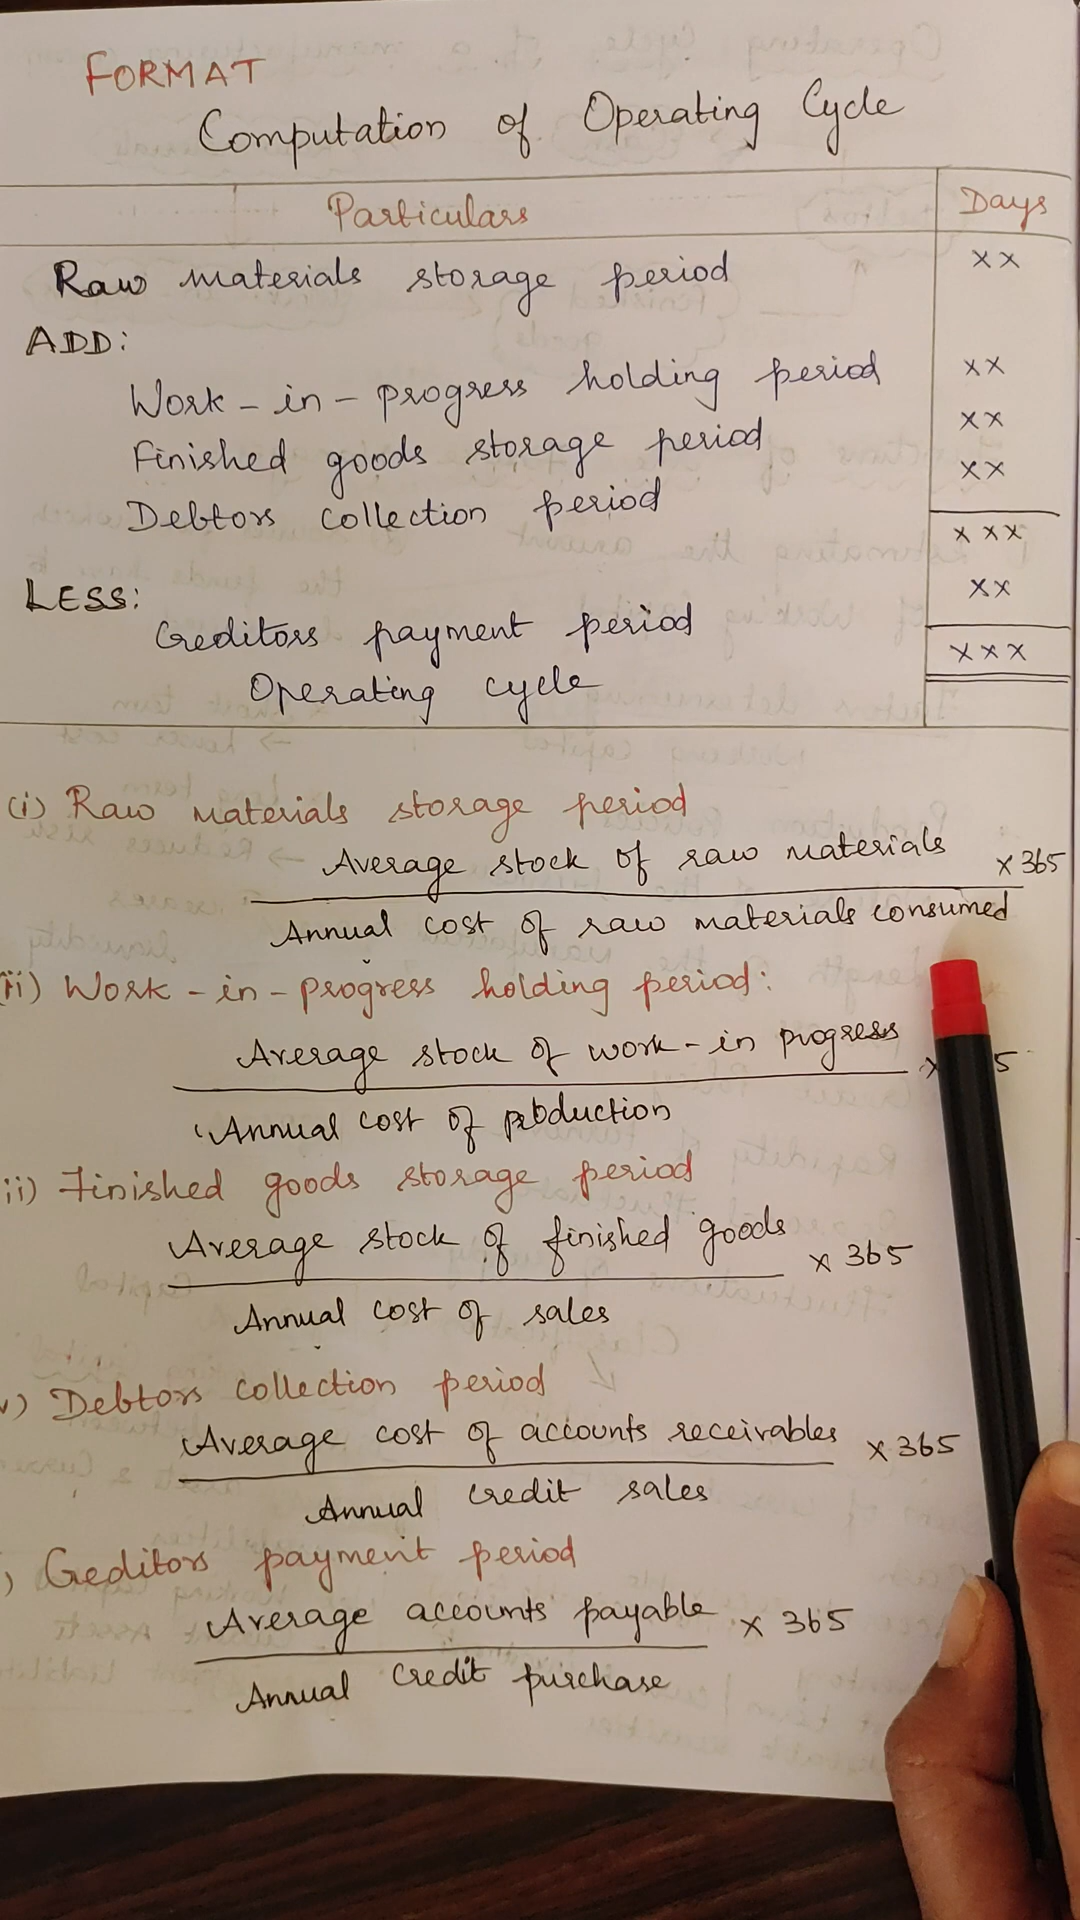 FORMAT
Computation of Operating Cycle
Particulars Days
Raw materials storage period xx
ADD:
Work-in-progress holding period xx
Finished goods storage period xx
Debtors collection period xx
xxx
LESS:
Creditors payment period xx
Operating cycle xxx
(i) Raw materials storage period
Average stock of raw materials x 365
Annual cost of raw materials consumed
ii) Work-in-progress holding period:
Average stock of work-in progress x 5
Annual cost of production
ii) Finished goods storage period
Average stock of finished goods x 365
Annual cost of sales
v) Debtors collection period
Average cost of accounts receivables x 365
Annual credit sales
) Creditors payment period
Average accounts payable x 365
Annual credit purchase